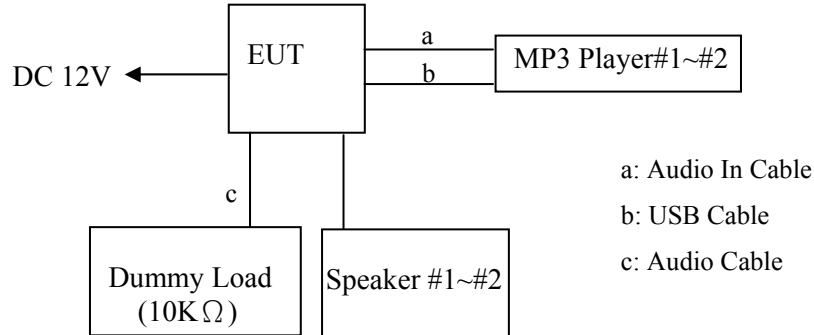 EUT
a
MP3 Player#1~#2
DC 12V
b
a: Audio In Cable
c
b: USB Cable
c: Audio Cable
Dummy Load
(10KΩ)
Speaker #1~#2